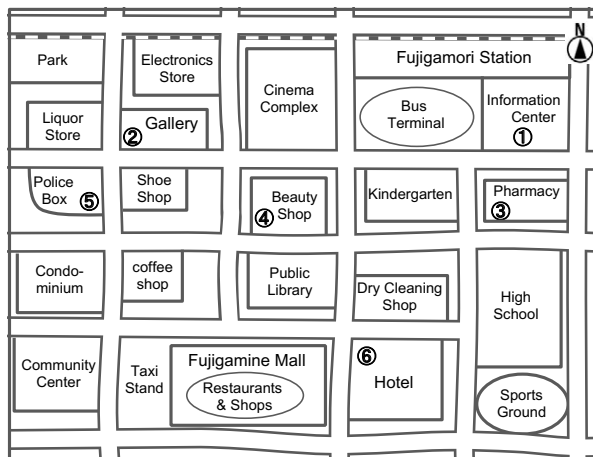 N
Park
Electronics
Store
Cinema
Complex
Fujigamori Station
Bus
Terminal
Information
Center
①
Liquor
Store
Gallery
②
Police
Box
⑤
Shoe
Shop
Beauty
Shop
④
Kindergarten
Pharmacy
③
Condo-
minium
coffee
shop
Public
Library
Dry Cleaning
Shop
High
School
Community
Center
Taxi
Stand
Fujigamine Mall
Restaurants
& Shops
⑥
Hotel
Sports
Ground